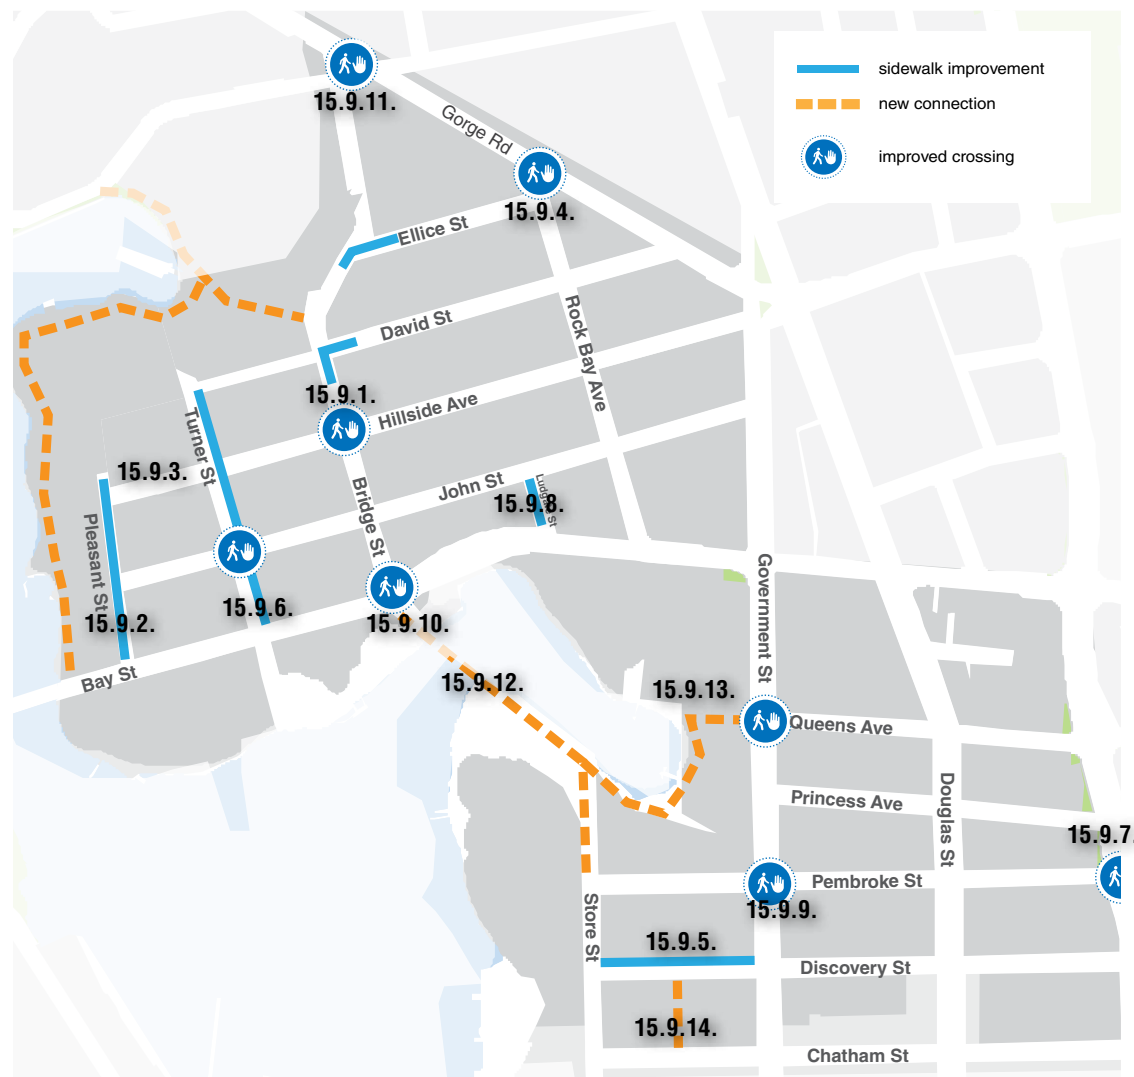 sidewalk improvement
new connection
improved crossing
15.9.11.
Gorge Rd
15.9.4.
Ellice St
David St
Rock Bay Ave
15.9.1.
Hillside Ave
Turner St
15.9.3.
John St
15.9.8.
Bridge St
Pleasant St
15.9.6.
15.9.2.
15.9.10.
Bay St
Government St
15.9.12.
15.9.13.
Queens Ave
Princess Ave
Douglas St
15.9.7.
Pembroke St
15.9.9.
Store St
15.9.5.
Discovery St
15.9.14.
Chatham St